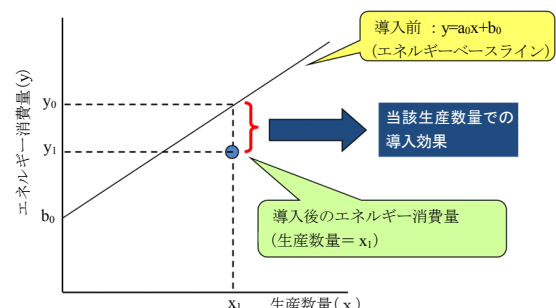 導入前 ：y=a₀x+b₀
(エネルギーベースライン)
エネルギー消費量(y)
y₀
y₁
b₀
当該生産数量での
導入効果
導入後のエネルギー消費量
(生産数量＝x₁)
x₁
生産数量(x)